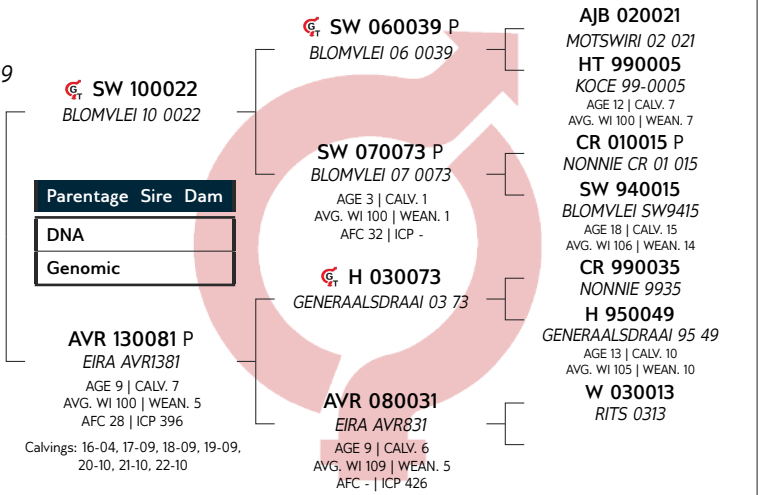 9
SW 100022
BLOMVLEI 10 0022
Parentage Sire Dam
DNA
Genomic
AVR 130081 P
EIRA AVR1381
AGE 9 | CALV. 7
AVG. WI 100 | WEAN. 5
AFC 28 | ICP 396
Calvings: 16-04, 17-09, 18-09, 19-09,
20-10, 21-10, 22-10
SW 060039 P
BLOMVLEI 06 0039
SW 070073 P
BLOMVLEI 07 0073
AGE 3 | CALV. 1
AVG. WI 100 | WEAN. 1
AFC 32 | ICP -
H 030073
GENERAALSDRAAI 03 73
AVR 080031
EIRA AVR831
AGE 9 | CALV. 6
AVG. WI 109 | WEAN. 5
AFC - | ICP 426
AJB 020021
MOTSWIRI 02 021
HT 990005
KOCE 99-0005
AGE 12 | CALV. 7
AVG. WI 100 | WEAN. 7
CR 010015 P
NONNIE CR 01 015
SW 940015
BLOMVLEI SW9415
AGE 18 | CALV. 15
AVG. WI 106 | WEAN. 14
CR 990035
NONNIE 9935
H 950049
GENERAALSDRAAI 95 49
AGE 13 | CALV. 10
AVG. WI 105 | WEAN. 10
W 030013
RITS 0313